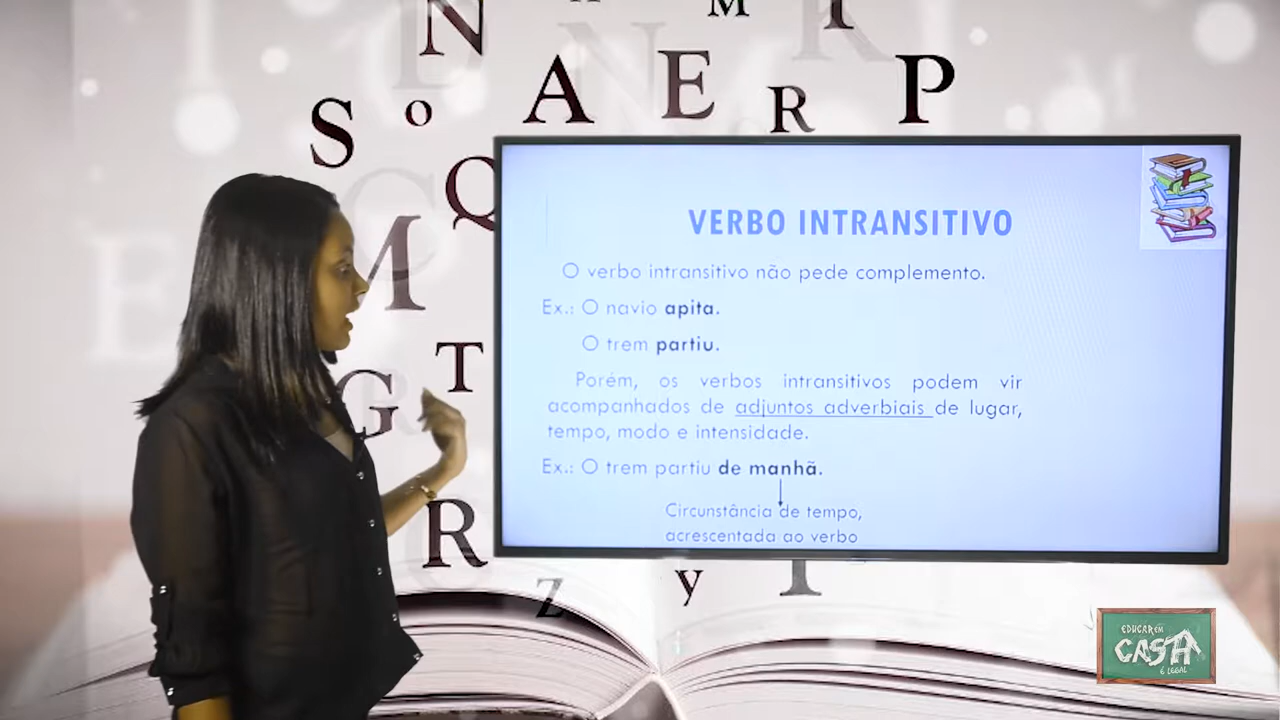 N M
S o A E R P
Q
M
G T
R
Z y I
VERBO INTRANSITIVO
O verbo intransitivo não pede complemento.
Ex.: O navio apita.
O trem partiu.
Porém, os verbos intransitivos podem vir
acompanhados de adjuntos adverbiais de lugar,
tempo, modo e intensidade.
Ex.: O trem partiu de manhã.
Circunstância de tempo,
acrescentada ao verbo
EDUCAR EM
CASA
É LEGAL